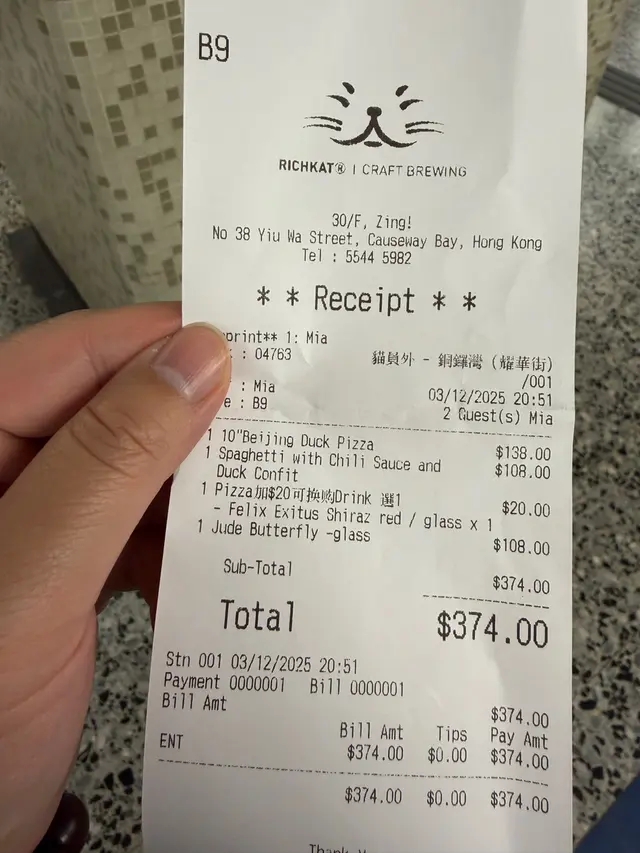 B9
RICHKAT® | CRAFT BREWING
30/F, Zing!
No 38 Yiu Wa Street, Causeway Bay, Hong Kong
Tel : 5544 5982
* * Receipt * *
print** 1: Mia
: 04763 貓員外 - 銅鑼灣 (耀華街)
/001
: Mia 03/12/2025 20:51
e : B9 2 Guest(s) Mia
1 10"Beijing Duck Pizza $138.00
1 Spaghetti with Chili Sauce and $108.00
Duck Confit
1 Pizza加$20可换购Drink 選1 $20.00
- Felix Exitus Shiraz red / glass x 1
1 Jude Butterfly -glass $108.00
Sub-Total $374.00
Total $374.00
Stn 001 03/12/2025 20:51
Payment 0000001 Bill 0000001
Bill Amt $374.00
Bill Amt Tips Pay Amt
ENT $374.00 $0.00 $374.00
$374.00 $0.00 $374.00